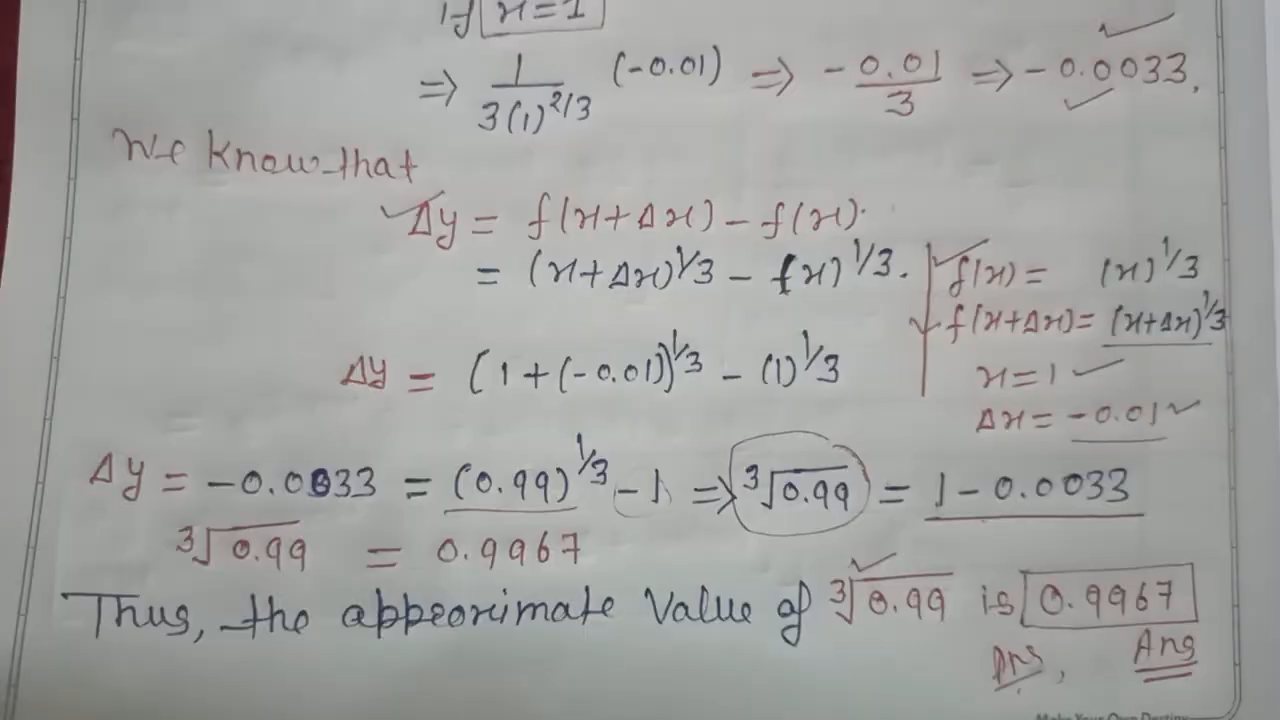 If x=1
⇒ 1/3(1)^2/3 (-0.01) ⇒ -0.01/3 ⇒ -0.0033,
We know that
Δy = f(x+Δx) - f(x).
= (x+Δx)^1/3 - (x)^1/3.
f(x) = (x)^1/3
f(x+Δx) = (x+Δx)^1/3
Δy = (1+(-0.01))^1/3 - (1)^1/3
x=1
Δx = -0.01
Δy = -0.0033 = (0.99)^1/3 - 1 ⇒ ∛0.99 = 1 - 0.0033
∛0.99 = 0.9967
Thus, the appeorimate Value of ∛0.99 is 0.9967
Ans, Ans